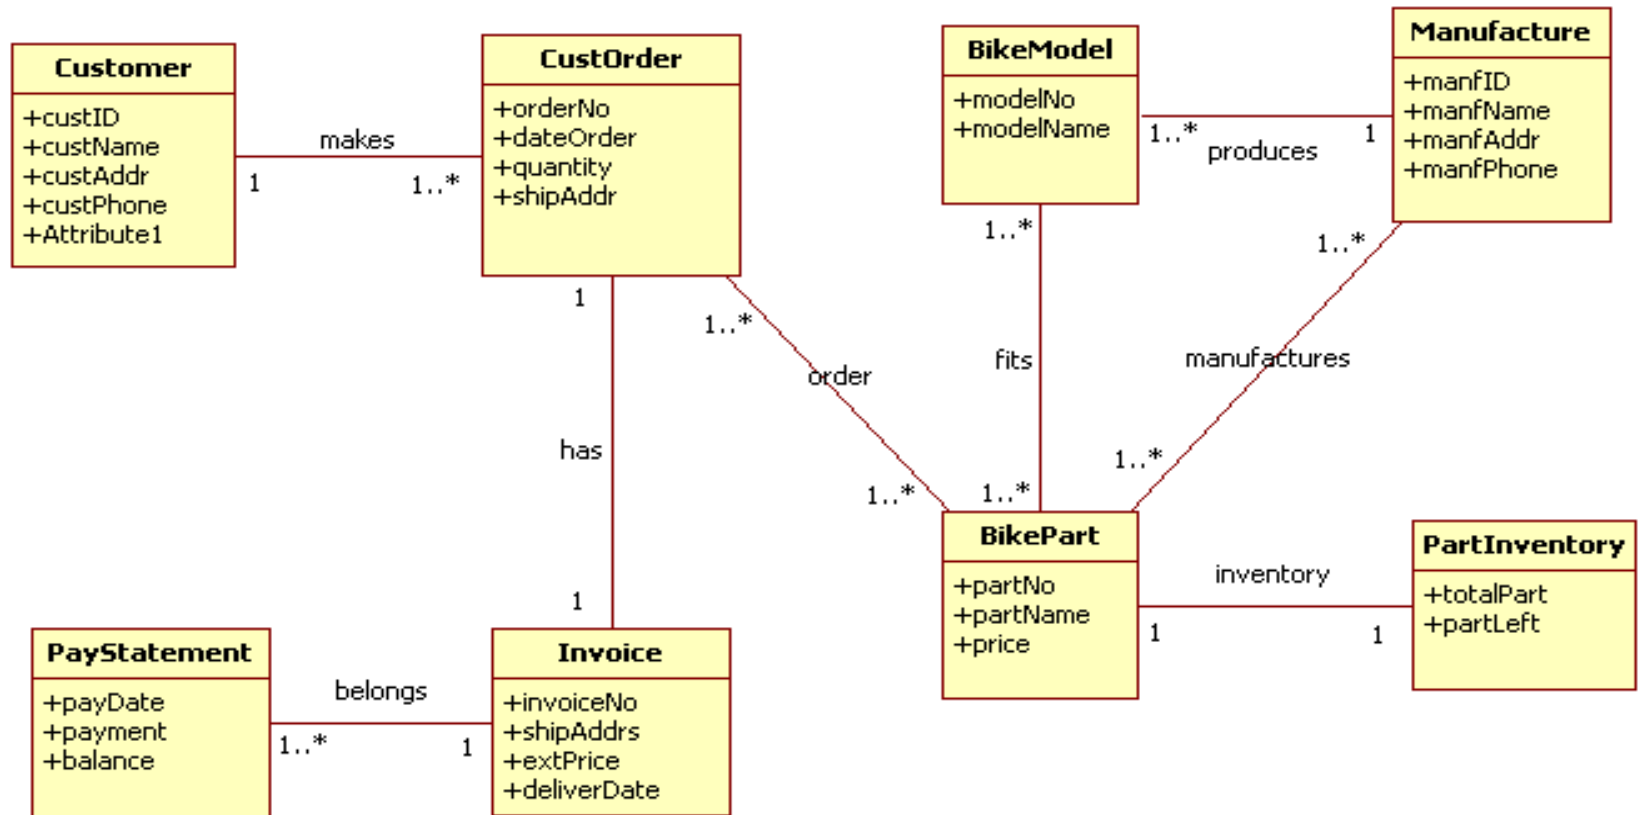 Customer
+custID
+custName
+custAddr
+custPhone
+Attribute1
makes
1
1..*
CustOrder
+orderNo
+dateOrder
+quantity
+shipAddr
BikeModel
+modelNo
+modelName
1..*
1
produces
Manufacture
+manfID
+manfName
+manfAddr
+manfPhone
1
1..*
order
1..*
has
1
1..*
fits
1..*
1..*
manufactures
1..*
BikePart
+partNo
+partName
+price
inventory
1
1
PartInventory
+totalPart
+partLeft
PayStatement
+payDate
+payment
+balance
belongs
1..*
1
Invoice
+invoiceNo
+shipAddrs
+extPrice
+deliverDate